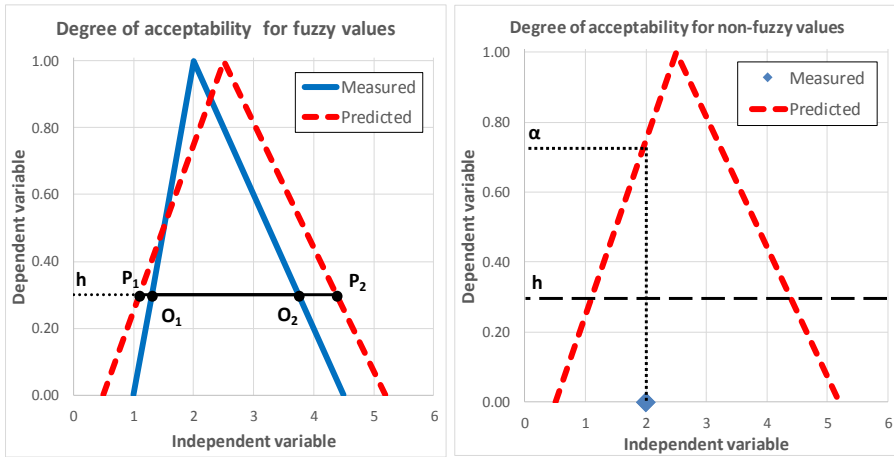 Degree of acceptability for fuzzy values
Measured
Predicted
Dependent variable
1.00
0.80
0.60
0.40
0.20
0.00
h
P1
P2
O1
O2
0 1 2 3 4 5 6
Independent variable
Degree of acceptability for non-fuzzy values
Measured
Predicted
Dependent variable
1.00
0.80
0.60
0.40
0.20
0.00
α
h
0 1 2 3 4 5 6
Independent variable